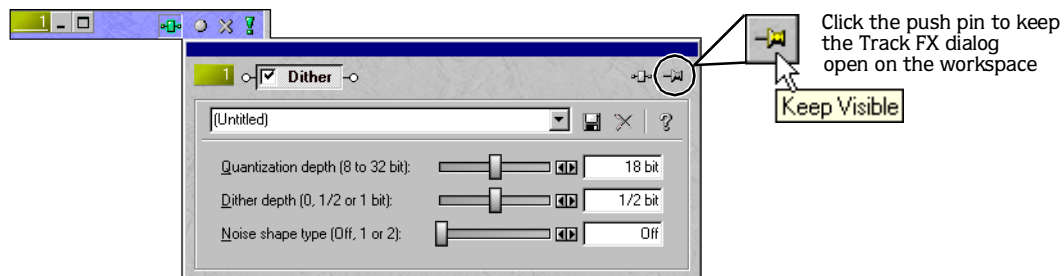 1
Click the push pin to keep
the Track FX dialog
open on the workspace
1 Dither
Keep Visible
(Untitled)
Quantization depth (8 to 32 bit): 18 bit
Dither depth (0, 1/2 or 1 bit): 1/2 bit
Noise shape type (Off, 1 or 2): Off